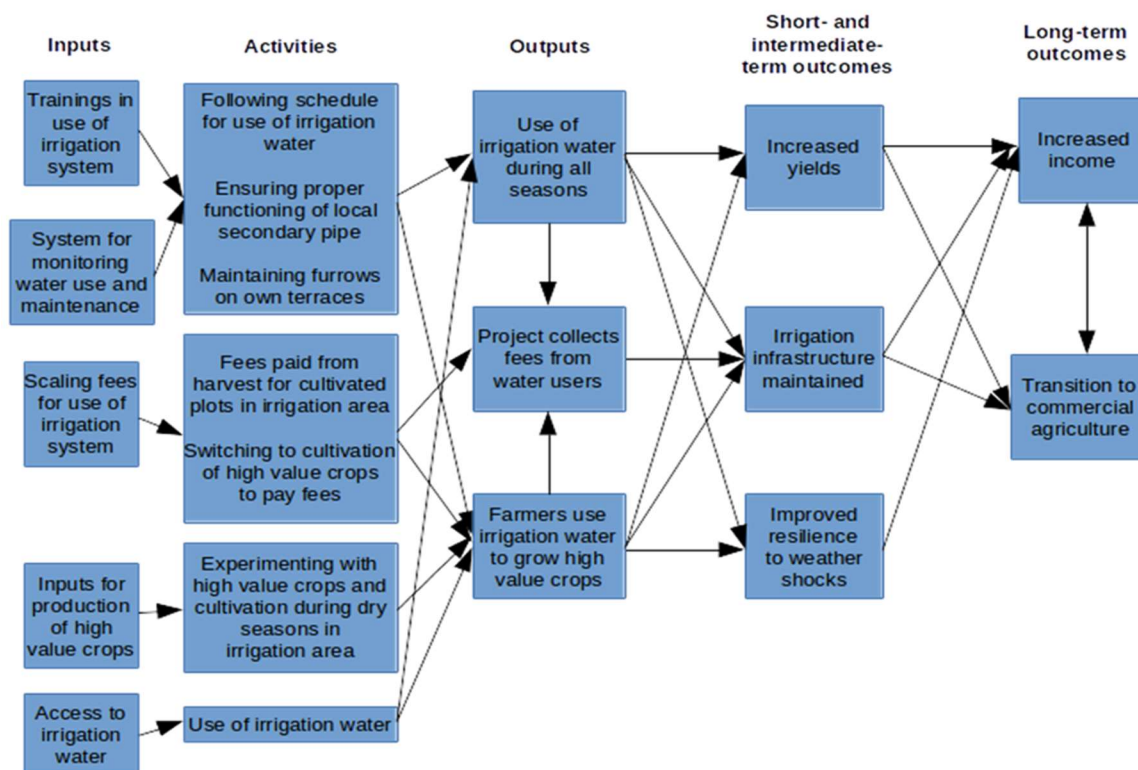 Inputs
Activities
Outputs
Short- and
intermediate-
term outcomes
Long-term
outcomes
Trainings in
use of
irrigation
system
System for
monitoring
water use and
maintenance
Scaling fees
for use of
irrigation
system
Inputs for
production
of high
value crops
Access to
irrigation
water
Following schedule
for use of irrigation
water
Ensuring proper
functioning of local
secondary pipe
Maintaining furrows
on own terraces
Fees paid from
harvest for cultivated
plots in irrigation area
Switching to cultivation
of high value crops
to pay fees
Experimenting with
high value crops and
cultivation during dry
seasons in
irrigation area
Use of irrigation water
Use of
irrigation water
during all
seasons
Project collects
fees from
water users
Farmers use
irrigation water
to grow high
value crops
Increased
yields
Irrigation
infrastructure
maintained
Improved
resilience
to weather
shocks
Increased
income
Transition to
commercial
agriculture